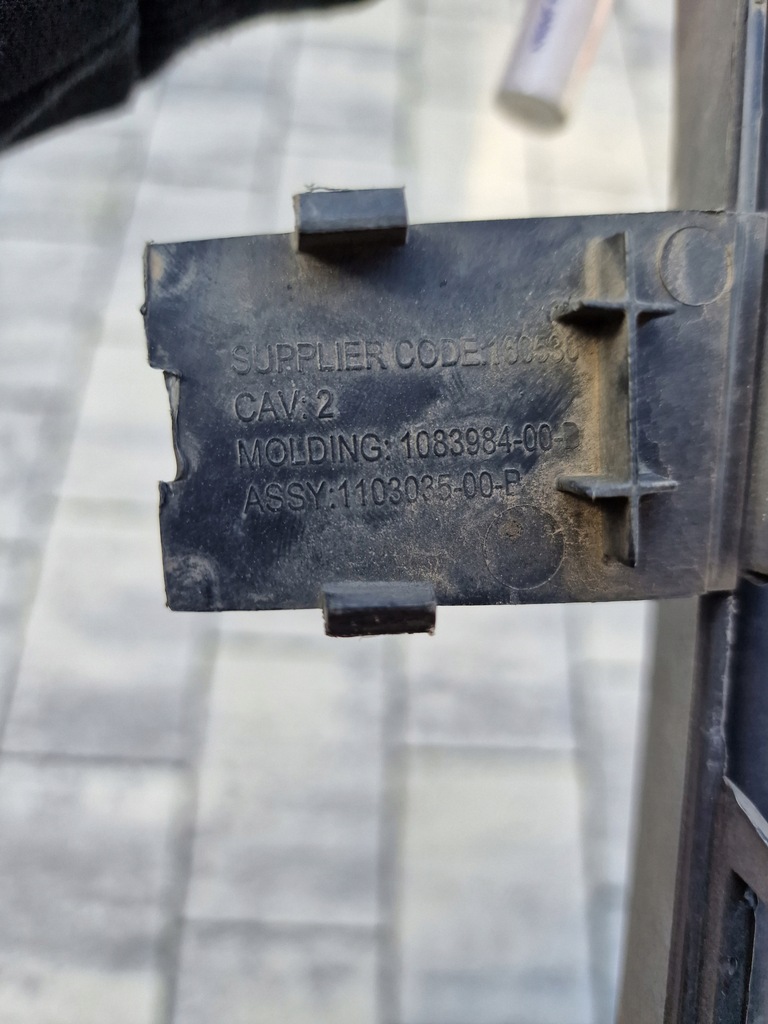 SUPPLIER CODE:
CAV: 2
MOLDING: 1083984-00-
ASSY:1103035-00-